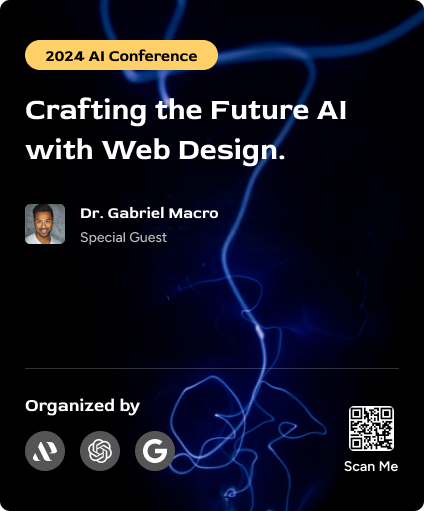 2024 AI Conference
Crafting the Future AI
with Web Design.
Dr. Gabriel Macro
Special Guest
Organized by
Scan Me